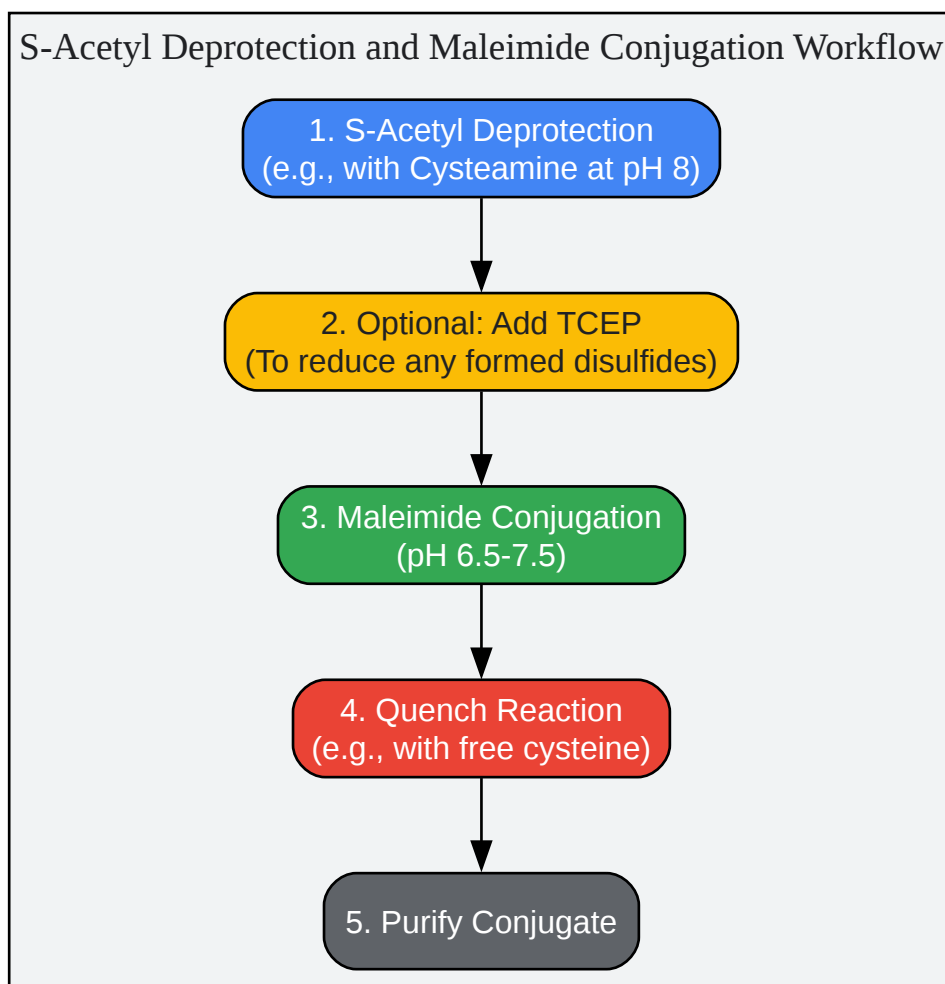 S-Acetyl Deprotection and Maleimide Conjugation Workflow
1. S-Acetyl Deprotection
(e.g., with Cysteamine at pH 8)
2. Optional: Add TCEP
(To reduce any formed disulfides)
3. Maleimide Conjugation
(pH 6.5-7.5)
4. Quench Reaction
(e.g., with free cysteine)
5. Purify Conjugate